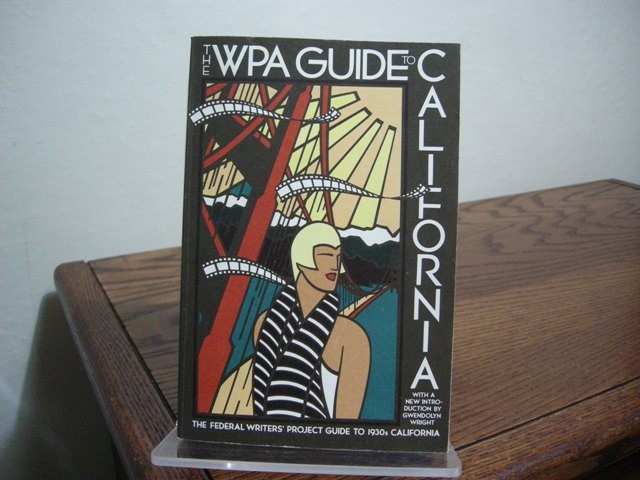 THE WPA GUIDE TO
CALIFORNIA
WITH A
NEW INTRO-
DUCTION BY
GWENDOLYN
WRIGHT
THE FEDERAL WRITERS' PROJECT GUIDE TO 1930s CALIFORNIA